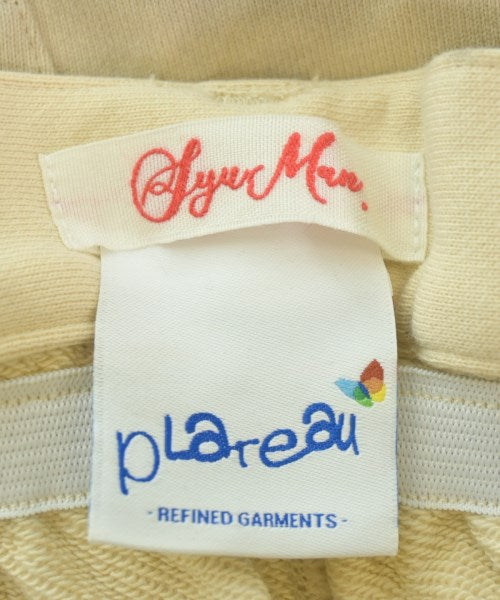 Syu Man.
pLateau
- REFINED GARMENTS -